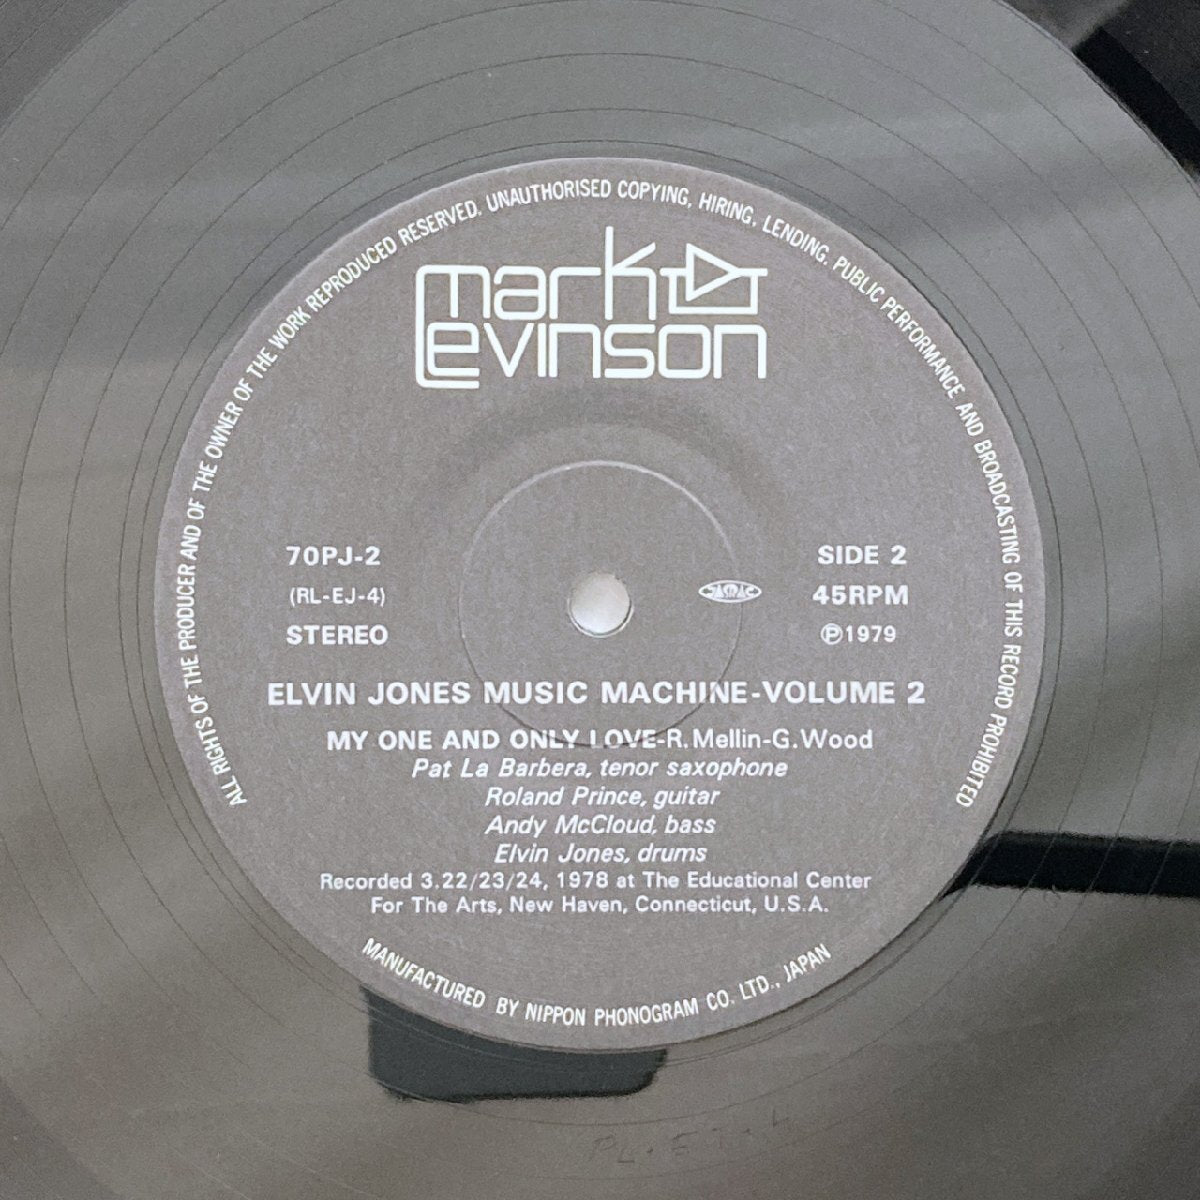 ALL RIGHTS OF THE PRODUCER AND OF THE OWNER OF THE WORK REPRODUCED RESERVED. UNAUTHORISED COPYING, HIRING, LENDING. PUBLIC PERFORMANCE AND BROADCASTING OF THIS RECORD PROHIBITED
mark
Levinson
70PJ-2
(RL-EJ-4)
STEREO
SIDE 2
45RPM
Ⓟ1979
ELVIN JONES MUSIC MACHINE-VOLUME 2
MY ONE AND ONLY LOVE-R.Mellin-G.Wood
Pat La Barbera, tenor saxophone
Roland Prince, guitar
Andy McCloud, bass
Elvin Jones, drums
Recorded 3.22/23/24, 1978 at The Educational Center
For The Arts, New Haven, Connecticut, U.S.A.
MANUFACTURED BY NIPPON PHONOGRAM CO. LTD., JAPAN